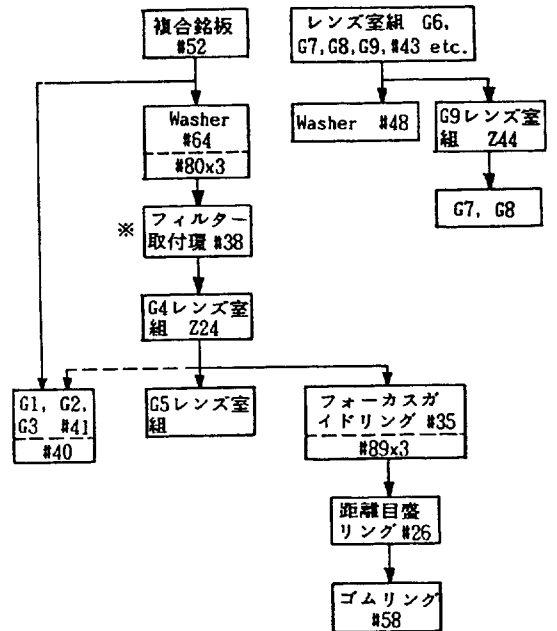 複合銘板
#52
レンズ室組 G6,
G7,G8,G9,#43 etc.
Washer
#64
#80x3
Washer #48
G9レンズ室
組 Z44
G7, G8
※
フィルター
取付環 #38
G4レンズ室
組 Z24
G1, G2,
G3 #41
#40
G5レンズ室
組
フォーカスガ
イドリング #35
#89x3
距離目盛
リング #26
ゴムリング
#58